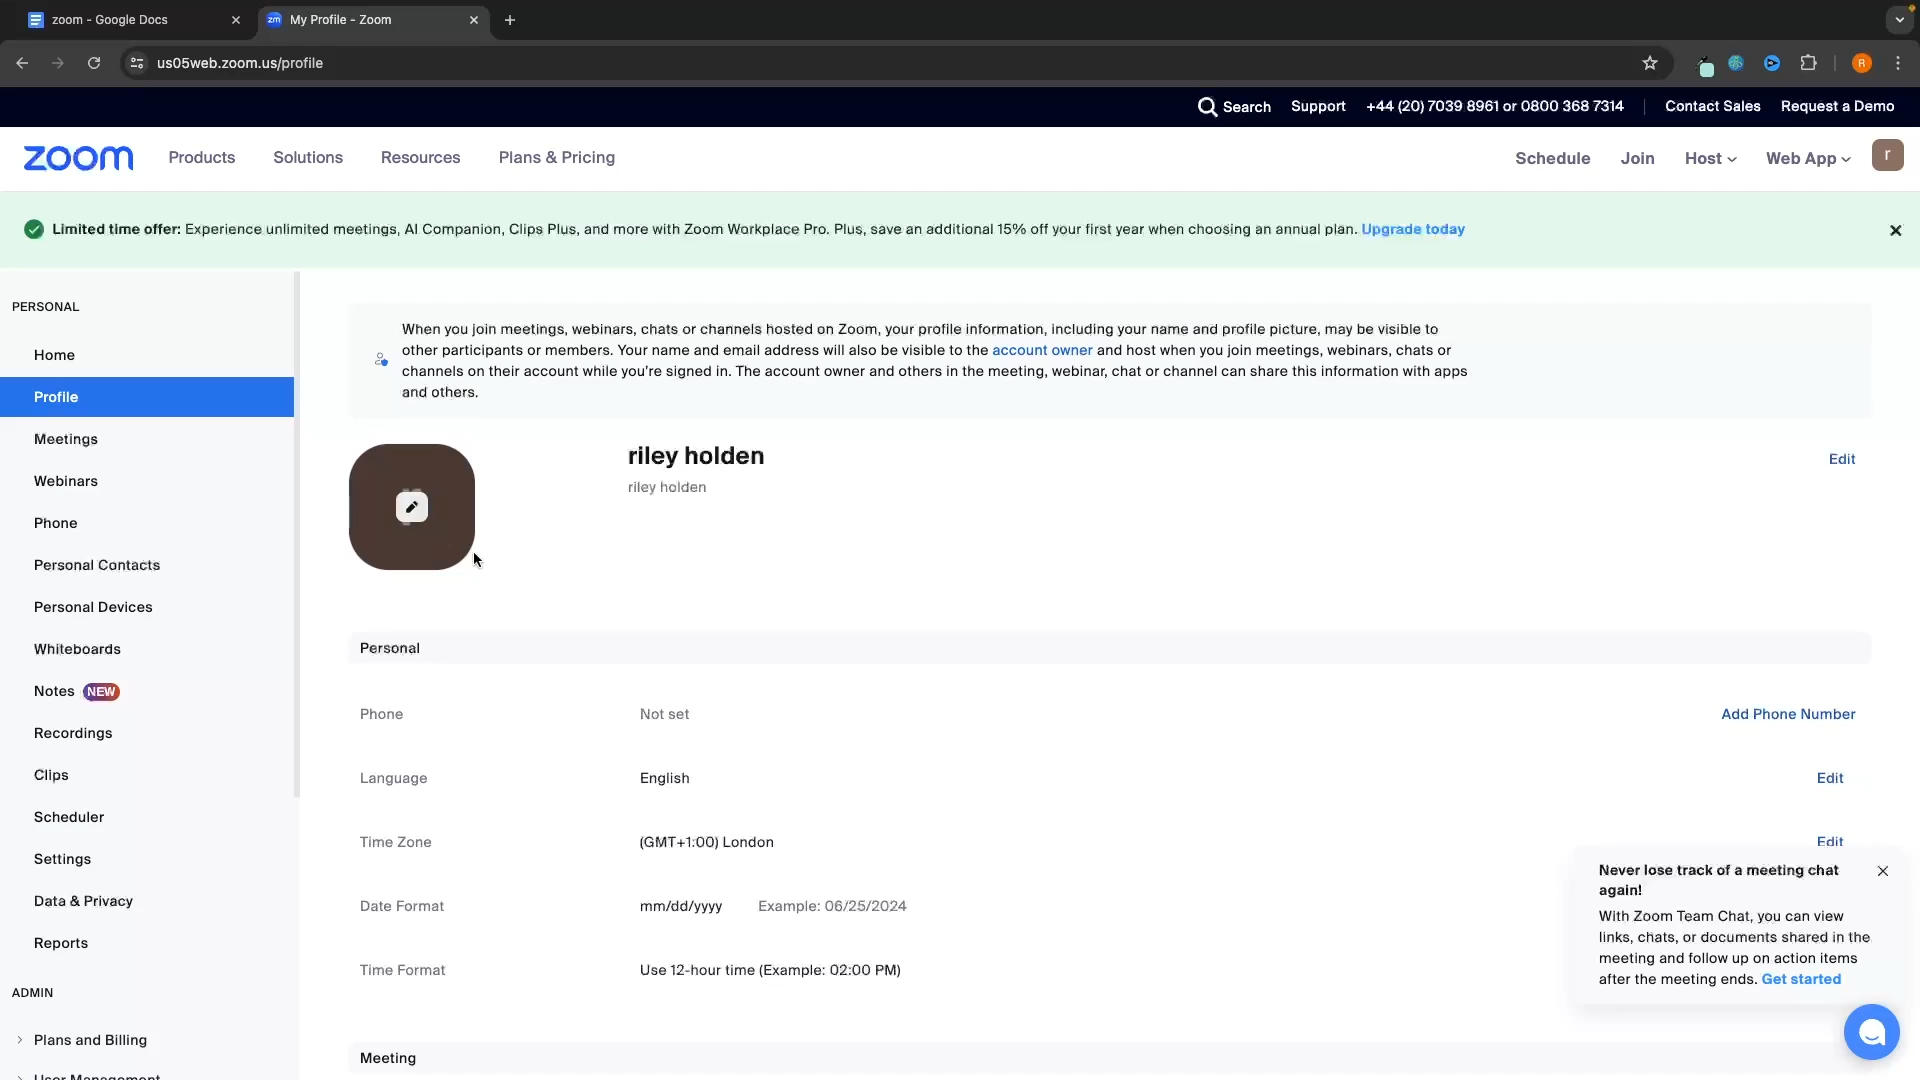 zoom - Google Docs
My Profile - Zoom
us05web.zoom.us/profile
R
Search
Support
+44 (20) 7039 8961 or 0800 368 7314
Contact Sales
Request a Demo
zoom
Products
Solutions
Resources
Plans & Pricing
Schedule
Join
Host
Web App
r
Limited time offer: Experience unlimited meetings, AI Companion, Clips Plus, and more with Zoom Workplace Pro. Plus, save an additional 15% off your first year when choosing an annual plan. Upgrade today
PERSONAL
Home
Profile
Meetings
Webinars
Phone
Personal Contacts
Personal Devices
Whiteboards
Notes NEW
Recordings
Clips
Scheduler
Settings
Data & Privacy
Reports
ADMIN
Plans and Billing
User Management
When you join meetings, webinars, chats or channels hosted on Zoom, your profile information, including your name and profile picture, may be visible to
other participants or members. Your name and email address will also be visible to the account owner and host when you join meetings, webinars, chats or
channels on their account while you're signed in. The account owner and others in the meeting, webinar, chat or channel can share this information with apps
and others.
riley holden
Edit
riley holden
Personal
Phone Not set Add Phone Number
Language English Edit
Time Zone (GMT+1:00) London Edit
Date Format mm/dd/yyyy Example: 06/25/2024
Time Format Use 12-hour time (Example: 02:00 PM)
Meeting
Never lose track of a meeting chat
again!
With Zoom Team Chat, you can view
links, chats, or documents shared in the
meeting and follow up on action items
after the meeting ends. Get started